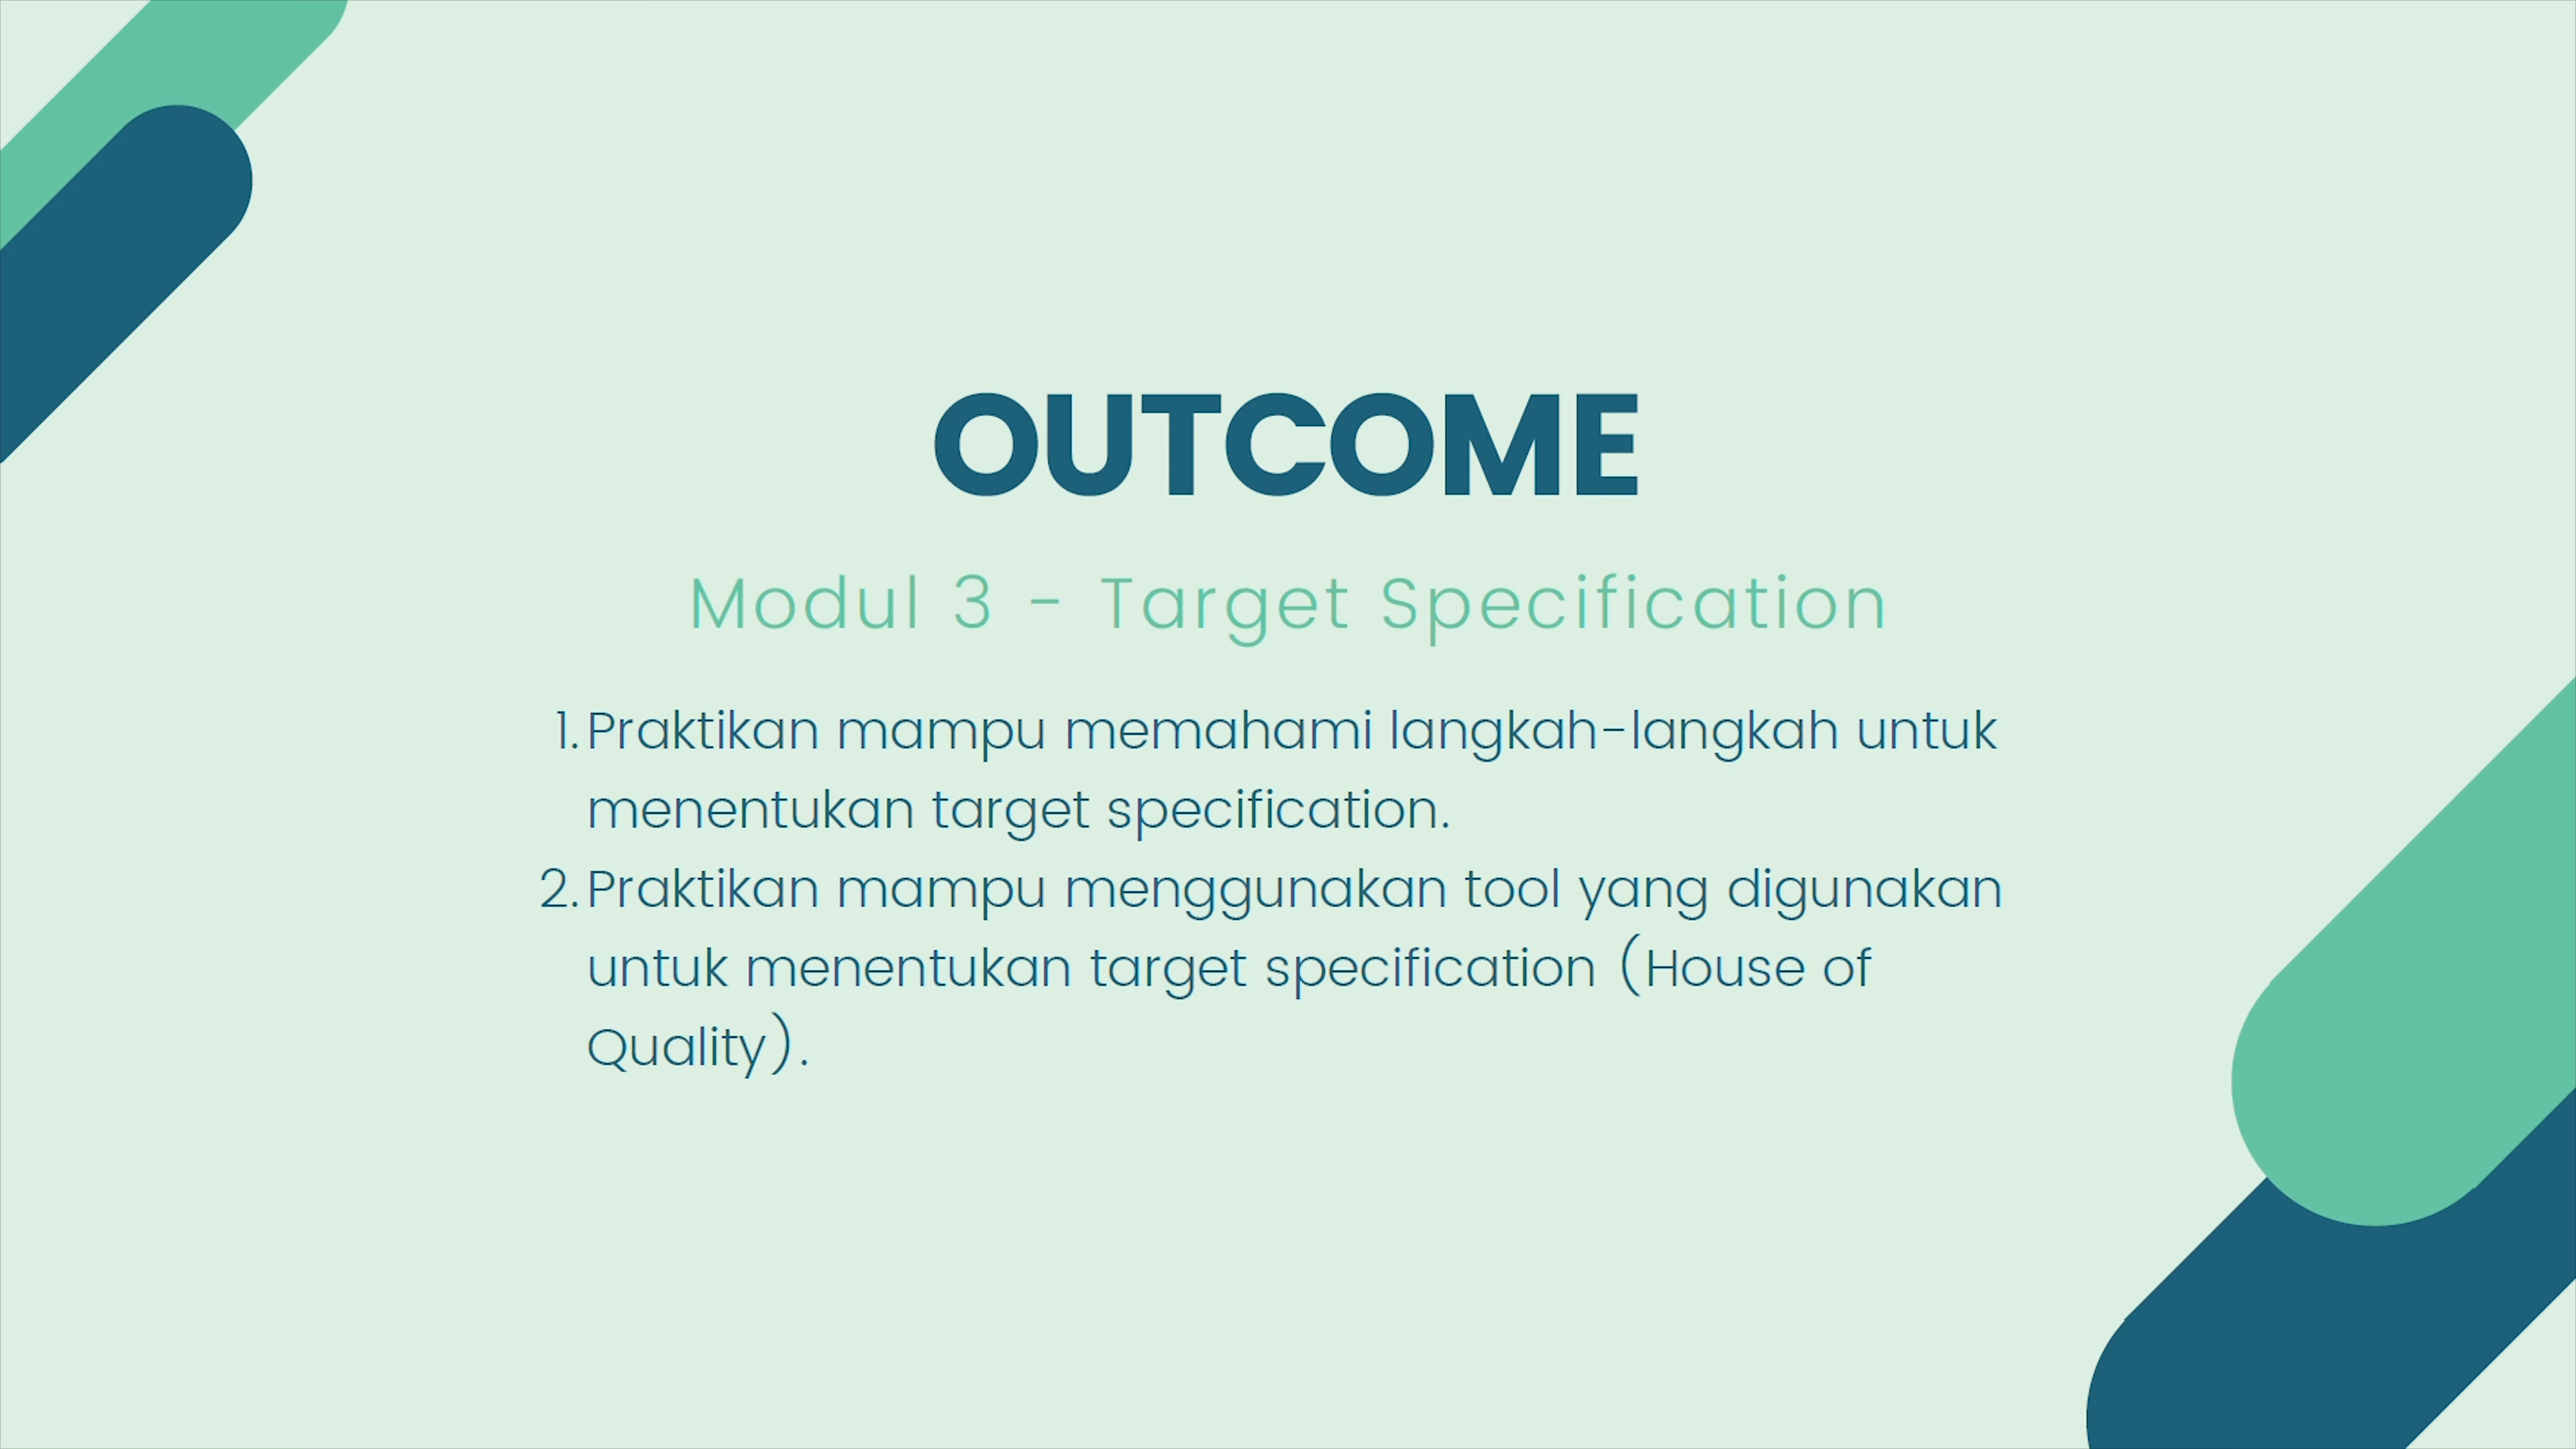 OUTCOME
Modul 3 - Target Specification
1. Praktikan mampu memahami langkah-langkah untuk
menentukan target specification.
2. Praktikan mampu menggunakan tool yang digunakan
untuk menentukan target specification (House of
Quality).